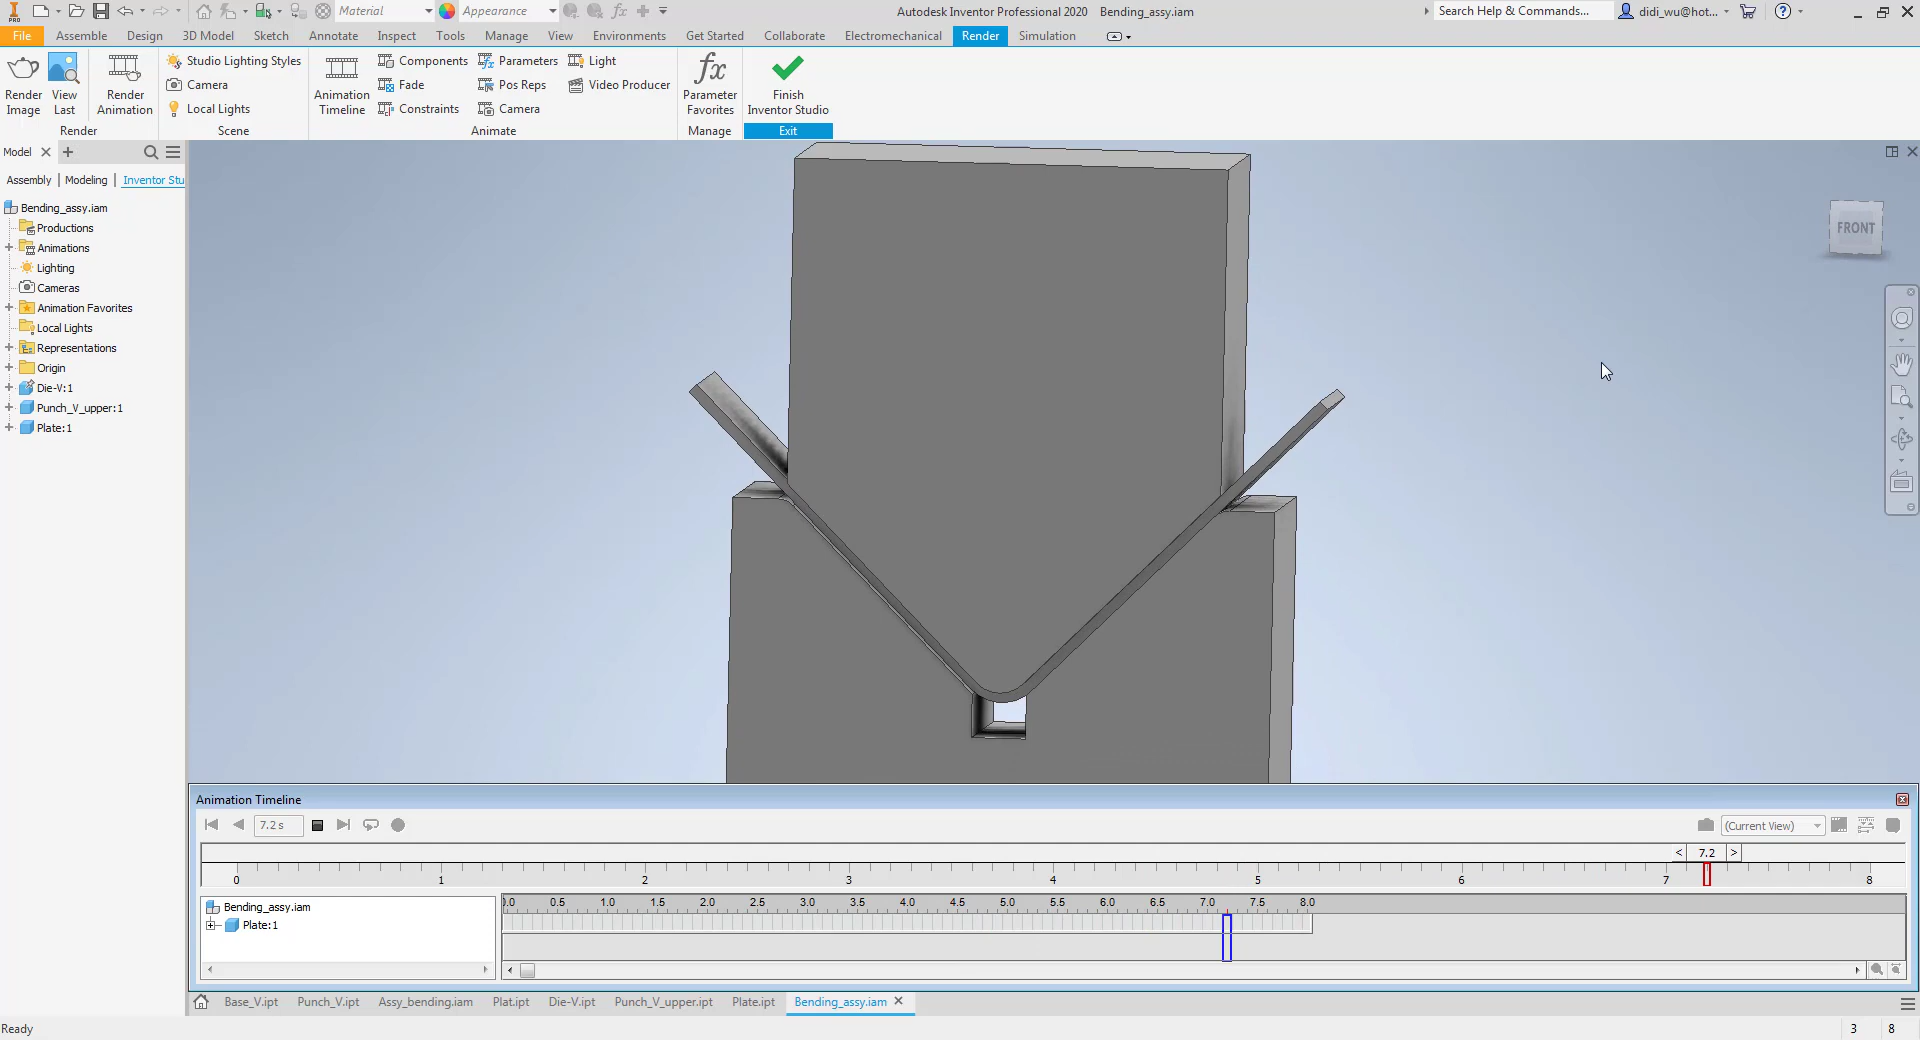 PRO
Material
Appearance
fx
Autodesk Inventor Professional 2020 Bending_assy.iam
Search Help & Commands...
didi_wu@hot...
File Assemble Design 3D Model Sketch Annotate Inspect Tools Manage View Environments Get Started Collaborate Electromechanical Render Simulation
Render Image
View Last
Render Animation
Render
Studio Lighting Styles
Camera
Local Lights
Scene
Animation Timeline
Components
Fade
Constraints
Parameters
Pos Reps
Camera
Light
Video Producer
Animate
fx
Parameter Favorites
Manage
Finish Inventor Studio
Exit
Model
Assembly Modeling Inventor Stu
Bending_assy.iam
Productions
Animations
Lighting
Cameras
Animation Favorites
Local Lights
Representations
Origin
Die-V:1
Punch_V_upper:1
Plate:1
FRONT
Animation Timeline
7.2 s
(Current View)
< 7.2 >
0 1 2 3 4 5 6 7 8
Bending_assy.iam
Plate:1
0.0 0.5 1.0 1.5 2.0 2.5 3.0 3.5 4.0 4.5 5.0 5.5 6.0 6.5 7.0 7.5 8.0
Base_V.ipt Punch_V.ipt Assy_bending.iam Plat.ipt Die-V.ipt Punch_V_upper.ipt Plate.ipt Bending_assy.iam
Ready
3 8